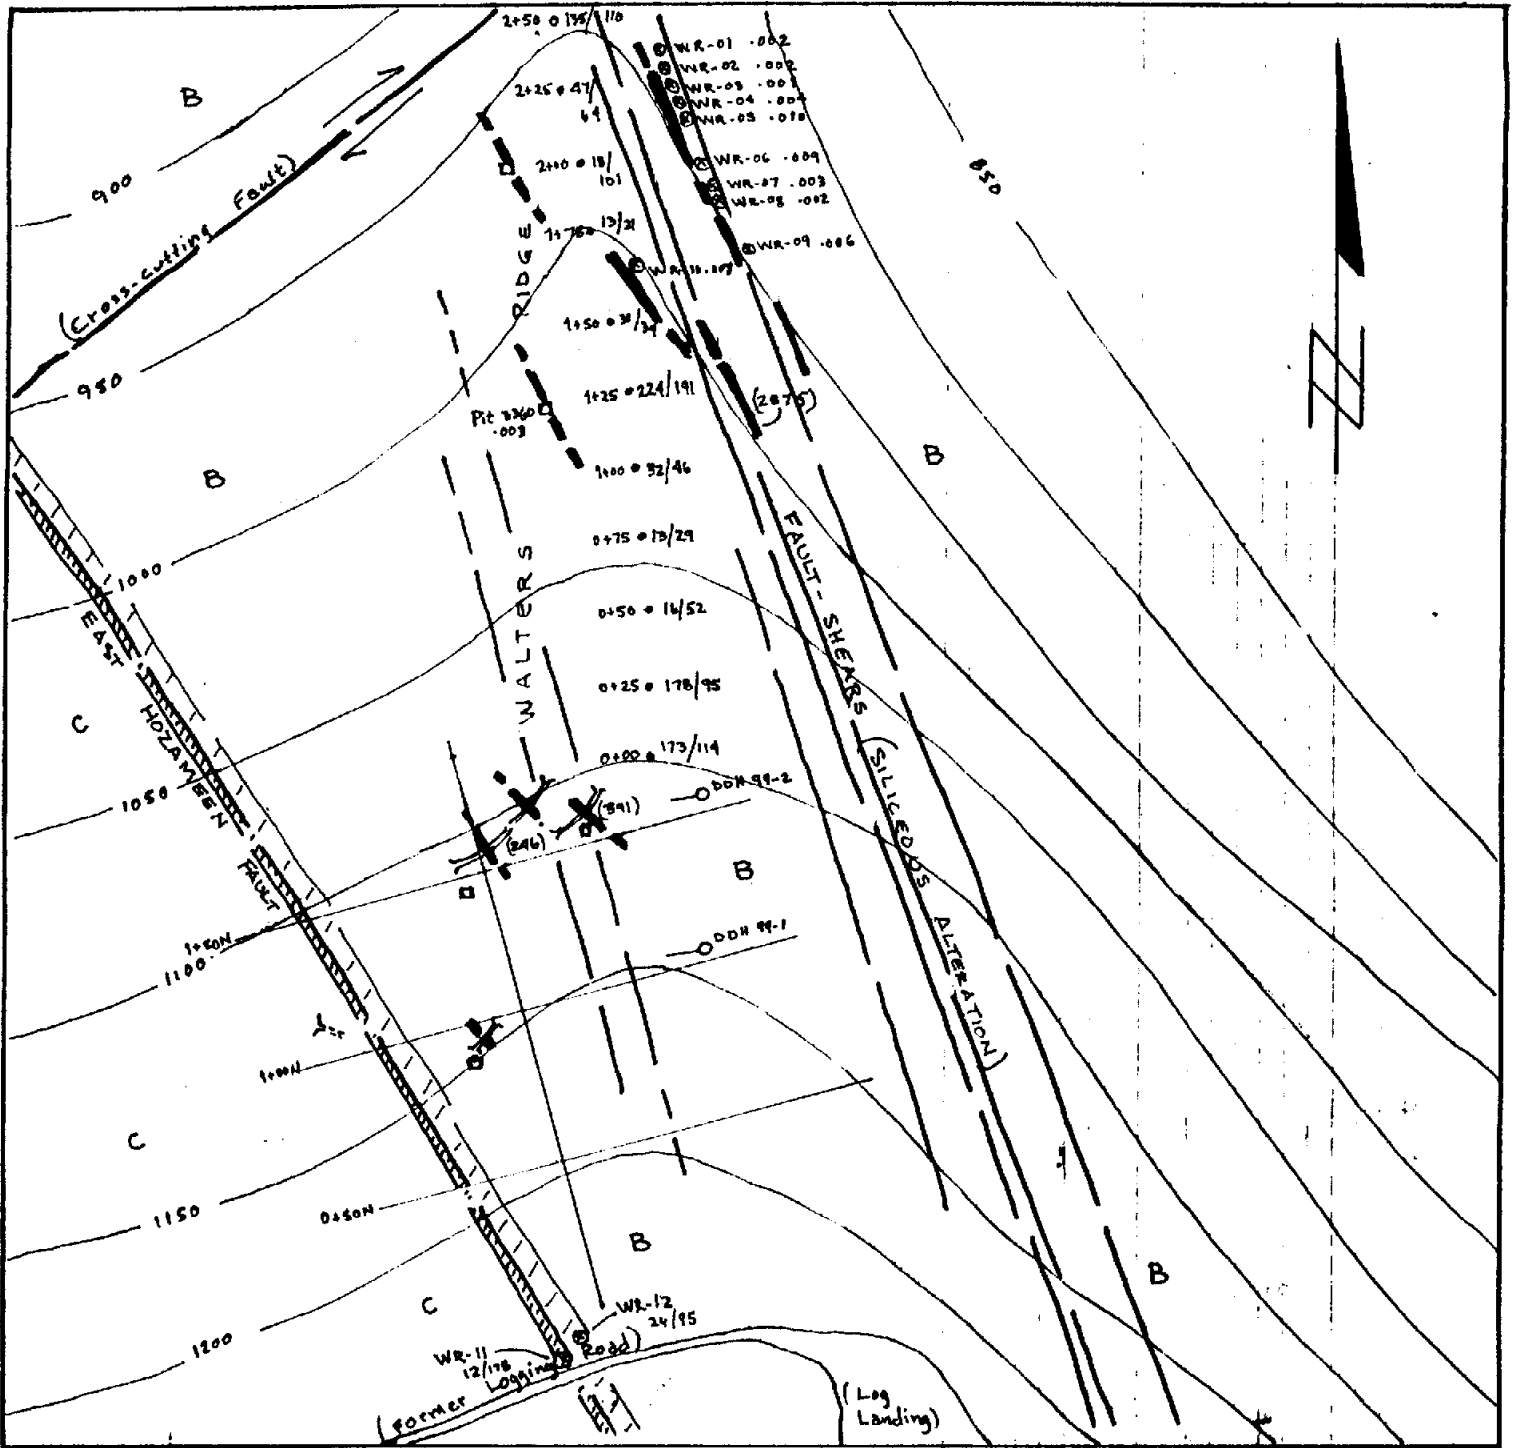 2+50 135/110
WR-01 .002
WR-02 .002
B
2+25 47/
64
WR-03 .001
WR-04 .004
WR-05 .010
2+00 18/
101
WR-06 .009
WR-07 .003
WR-08 .002
850
900
(Cross-cutting Fault)
1+75 13/21
WR-09 .006
1+50
950
1+25 224/191
(2875)
Pit 3360
.003
B
B
1+00 32/46
WALTERS RIDGE
0+75 13/29
FAULT-SHEARS (SILICEOUS ALTERATION)
1000
0+50 16/52
EAST HOZAMEEN FAULT
0+25 178/95
C
0+00 173/114
1050
DDH 99-2
(391)
(246)
B
1+50N
DDH 99-1
1100
1+00N
C
1150
0+50N
B
B
C
WR-12
24/95
1200
WR-11
12/178
(Former Logging Road)
(Log
Landing)
N